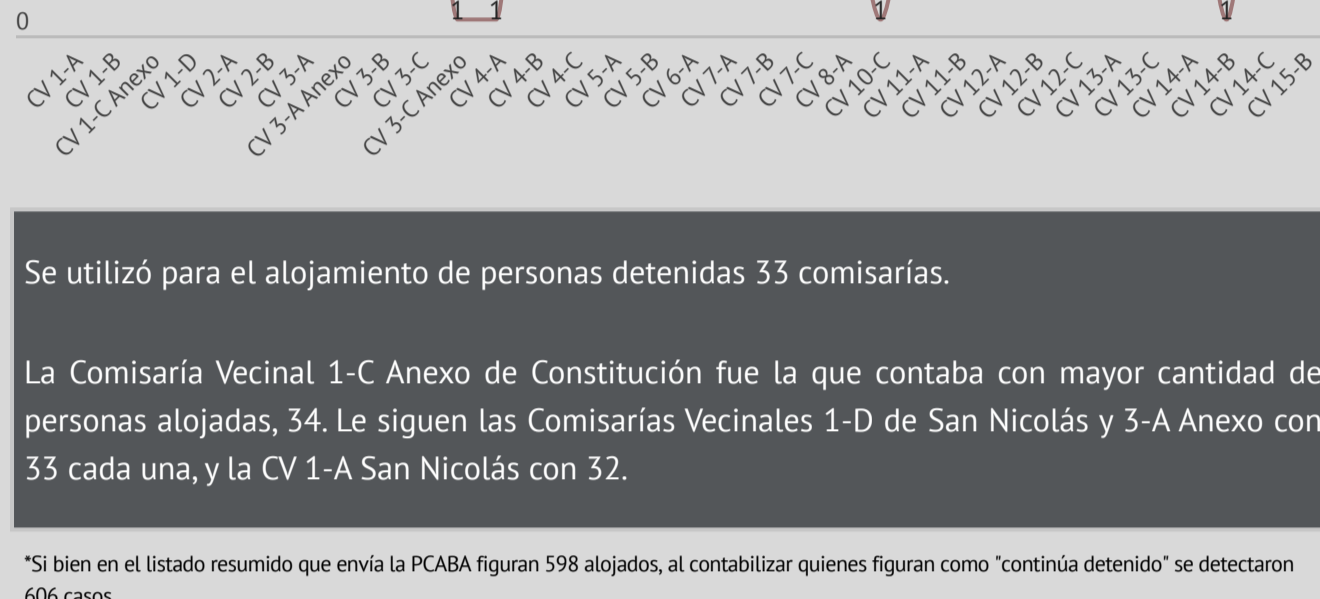 1 1 1 1
0
CV 1-A
CV 1-B
CV 1-C Anexo
CV 1-D
CV 2-A
CV 2-B
CV 3-A
CV 3-A Anexo
CV 3-B
CV 3-C
CV 3-C Anexo
CV 4-A
CV 4-B
CV 4-C
CV 5-A
CV 5-B
CV 6-A
CV 7-A
CV 7-B
CV 7-C
CV 8-A
CV 10-C
CV 11-A
CV 11-B
CV 12-A
CV 12-B
CV 12-C
CV 13-A
CV 13-C
CV 14-A
CV 14-B
CV 14-C
CV 15-B
Se utilizó para el alojamiento de personas detenidas 33 comisarías.
La Comisaría Vecinal 1-C Anexo de Constitución fue la que contaba con mayor cantidad de
personas alojadas, 34. Le siguen las Comisarías Vecinales 1-D de San Nicolás y 3-A Anexo con
33 cada una, y la CV 1-A San Nicolás con 32.
*Si bien en el listado resumido que envía la PCABA figuran 598 alojados, al contabilizar quienes figuran como "continúa detenido" se detectaron
606 casos